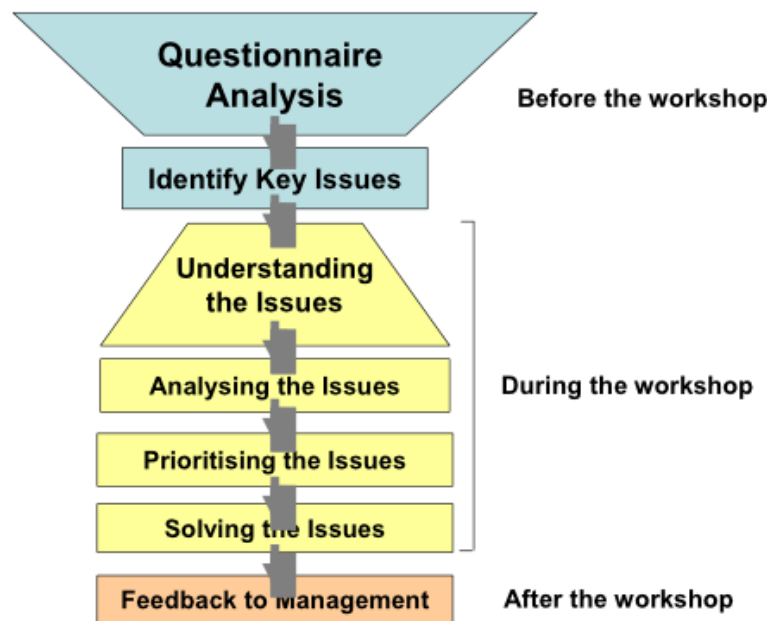 Questionnaire
Analysis
Before the workshop
Identify Key Issues
Understanding
the Issues
Analysing the Issues
During the workshop
Prioritising the Issues
Solving the Issues
Feedback to Management
After the workshop